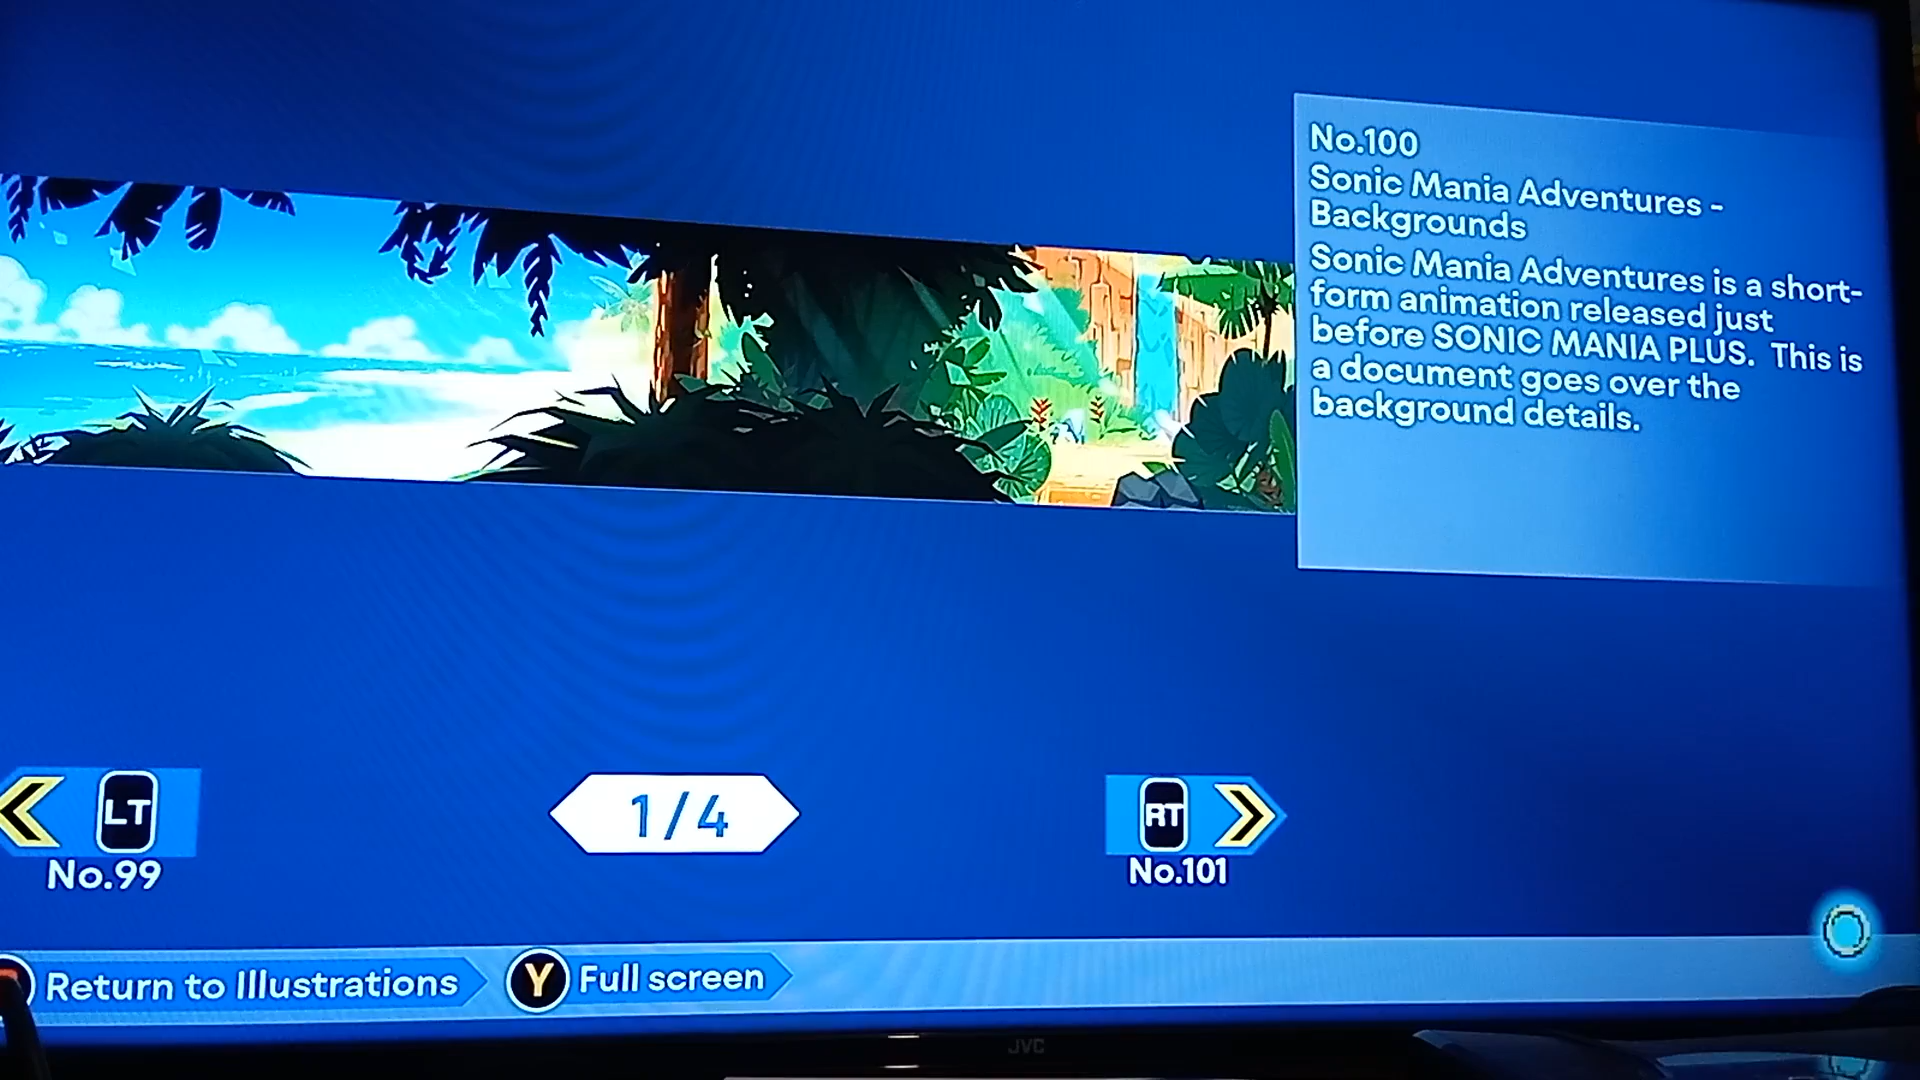 No.100
Sonic Mania Adventures -
Backgrounds
Sonic Mania Adventures is a short-
form animation released just
before SONIC MANIA PLUS. This is
a document goes over the
background details.
LT
No.99
1/4
RT
No.101
Return to Illustrations
Y Full screen
JVC